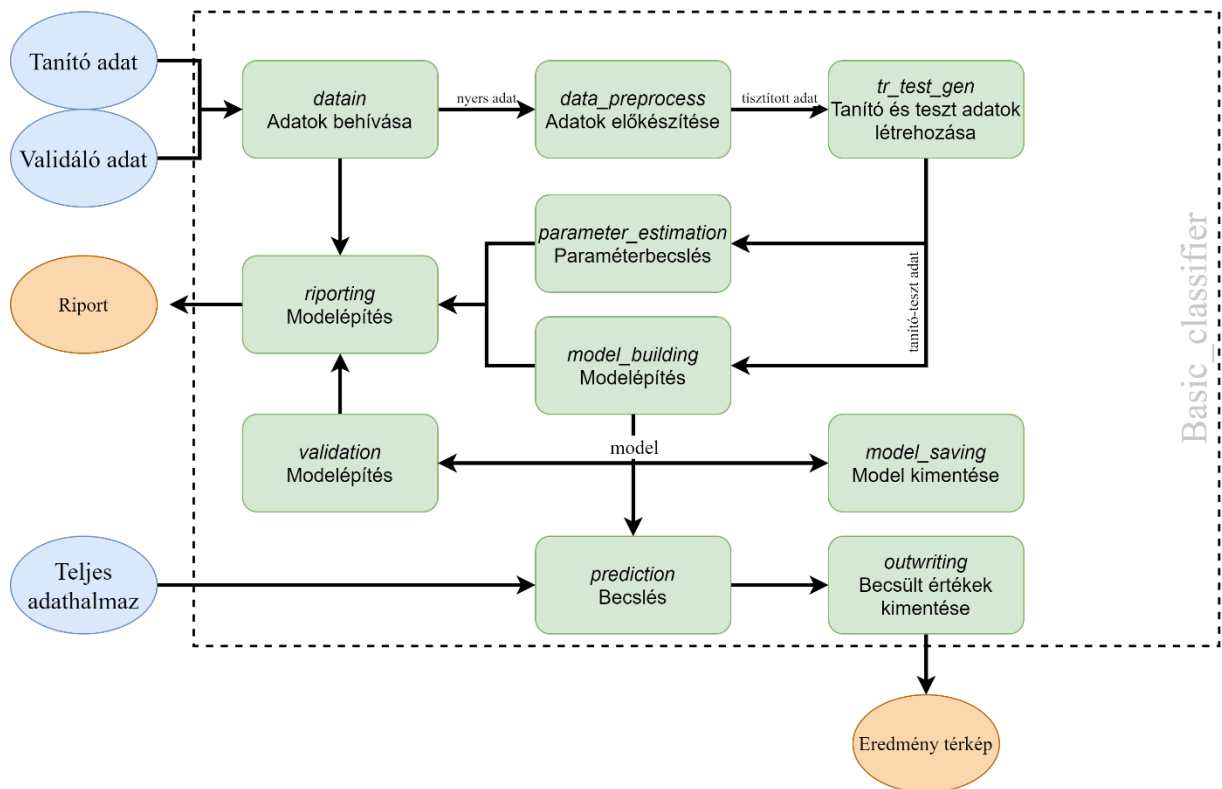 Tanító adat
Validáló adat
datain
Adatok behívása
nyers adat
data_preprocess
Adatok előkészítése
tisztított adat
tr_test_gen
Tanító és teszt adatok
létrehozása
parameter_estimation
Paraméterbecslés
tanító-teszt adat
Basic_classifier
Riport
riporting
Modelépítés
model_building
Modelépítés
validation
Modelépítés
model
model_saving
Model kimentése
Teljes
adathalmaz
prediction
Becslés
outwriting
Becsült értékek
kimentése
Eredmény térkép